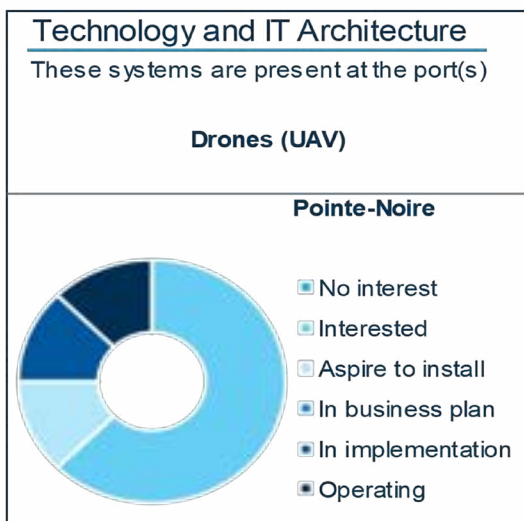 Technology and IT Architecture
These systems are present at the port(s)
Drones (UAV)
Pointe-Noire
No interest
Interested
Aspire to install
In business plan
In implementation
Operating